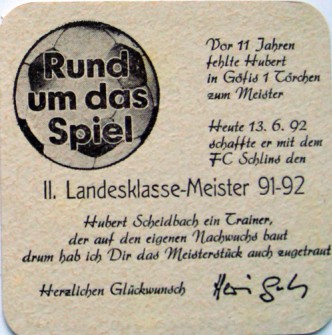 Rund
um das
Spiel
Vor 11 Jahren
fehlte Hubert
in Göfis 1 Törchen
zum Meister
Heute 13. 6. 92
schaffte er mit dem
FC Schlins den
II. Landesklasse-Meister 91-92
Hubert Scheidbach ein Trainer,
der auf den eigenen Nachwuchs baut
drum hab ich Dir das Meisterstück auch zugetraut
Herzlichen Glückwunsch